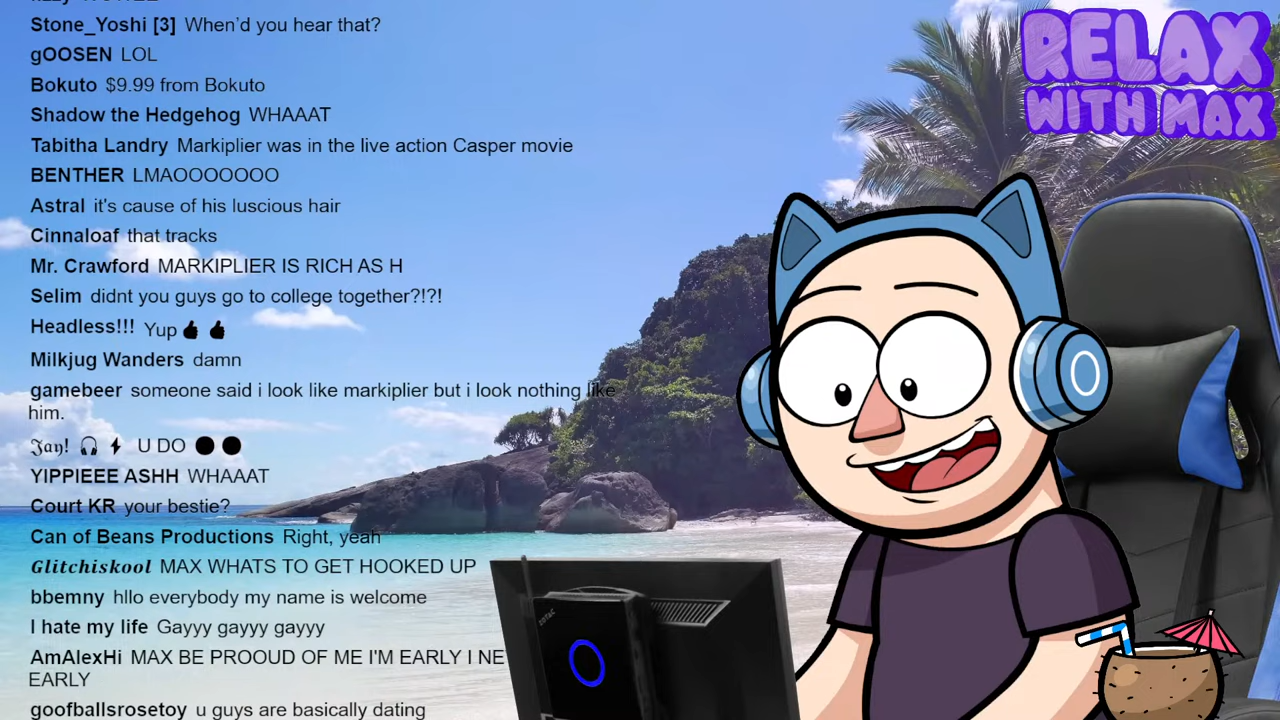 Stone_Yoshi [3] When'd you hear that?
gOOSEN LOL
Bokuto $9.99 from Bokuto
Shadow the Hedgehog WHAAAT
Tabitha Landry Markiplier was in the live action Casper movie
BENTHER LMAOOOOOOO
Astral it's cause of his luscious hair
Cinnaloaf that tracks
Mr. Crawford MARKIPLIER IS RICH AS H
Selim didnt you guys go to college together?!?!
Headless!!! Yup
Milkjug Wanders damn
gamebeer someone said i look like markiplier but i look nothing like
him.
𝔍𝔞𝔶! U DO
YIPPIEEE ASHH WHAAAT
Court KR your bestie?
Can of Beans Productions Right, yeah
Glitchiskool MAX WHATS TO GET HOOKED UP
bbemny hllo everybody my name is welcome
I hate my life Gayyy gayyy gayyy
AmAlexHi MAX BE PROOUD OF ME I'M EARLY I NE
EARLY
goofballsrosetoy u guys are basically dating
RELAX
WITH MAX
ZOTAC